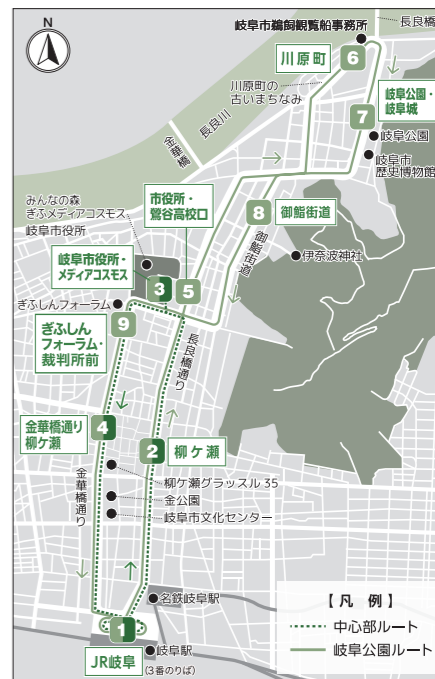 N
岐阜市鵜飼観覧船事務所
長良橋
川原町
6
川原町の
古いまちなみ
長良川
金華橋
7
岐阜公園・
岐阜城
岐阜公園
岐阜市
歴史博物館
みんなの森
ぎふメディアコスモス
岐阜市役所
市役所・
鶯谷高校口
8
御鮨街道
御鮨街道
伊奈波神社
岐阜市役所・
メディアコスモス
3
5
ぎふしんフォーラム
9
ぎふしん
フォーラム・
裁判所前
長良橋通り
金華橋通り
柳ケ瀬
4
2
柳ケ瀬
金華橋通り
柳ケ瀬グラッスル 35
金公園
岐阜市文化センター
名鉄岐阜駅
1
JR岐阜
岐阜駅
(3番のりば)
【凡 例】
中心部ルート
岐阜公園ルート